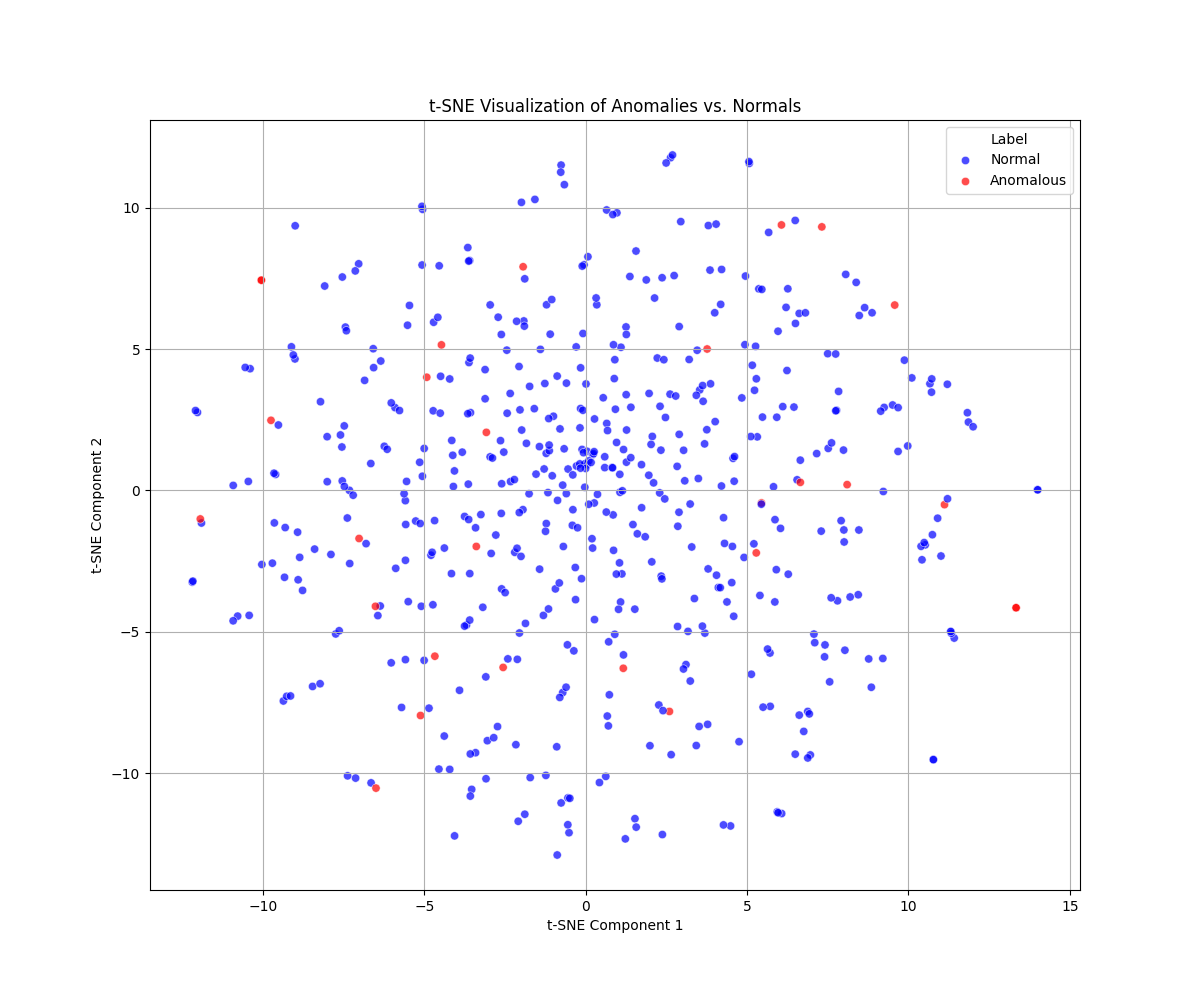 t-SNE Visualization of Anomalies vs. Normals
Label
Normal
Anomalous
t-SNE Component 2
10
5
0
−5
−10
−10
−5
0
5
10
15
t-SNE Component 1